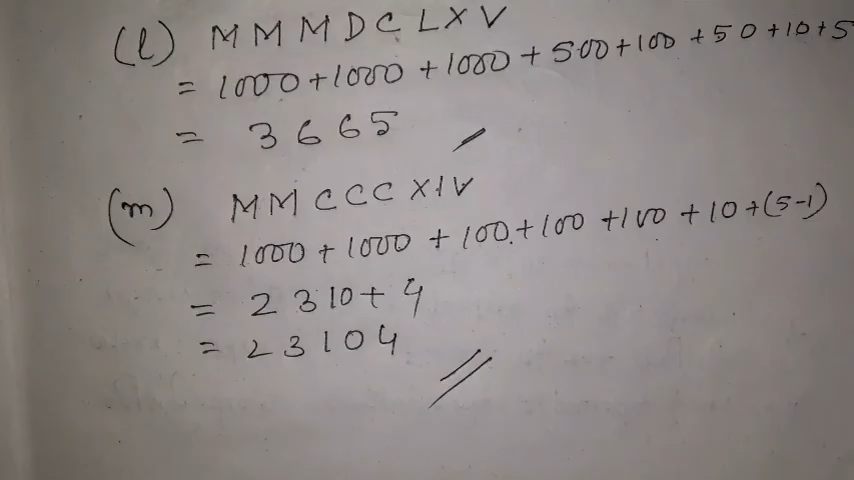 (l) MMMDCLXV
= 1000+1000+1000+500+100+50+10+5
= 3665
(m) MMCCCXIV
= 1000+1000+100+100+100+10+(5-1)
= 2310+4
= 23104